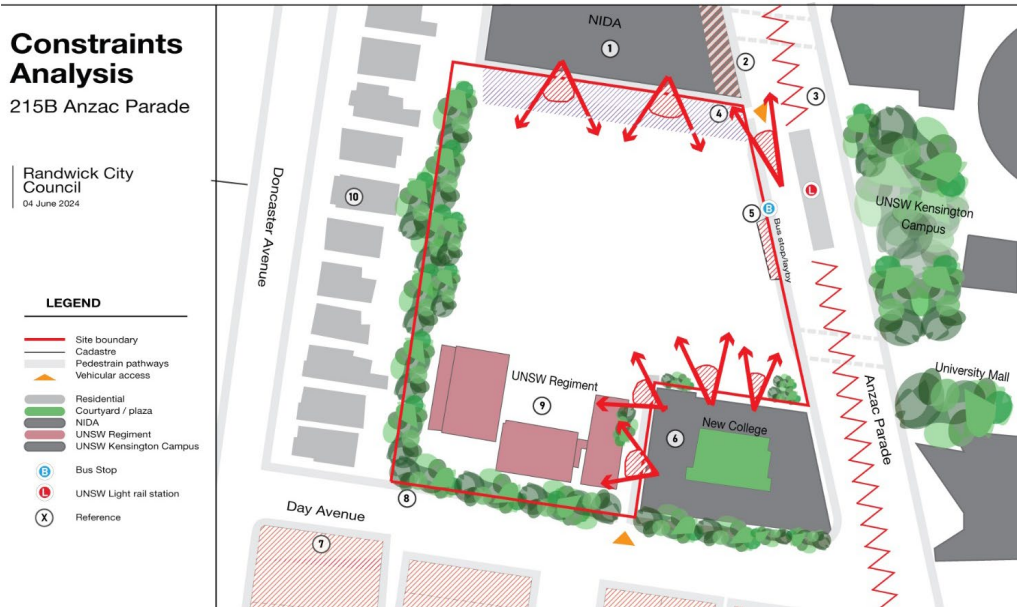 Constraints
Analysis
215B Anzac Parade
Randwick City
Council
04 June 2024
LEGEND
Site boundary
Cadastre
Pedestrain pathways
Vehicular access
Residential
Courtyard / plaza
NIDA
UNSW Regiment
UNSW Kensington Campus
B Bus Stop
L UNSW Light rail station
X Reference
NIDA
1
2
3
4
10
Doncaster Avenue
L
B
5
Bus stop/layby
UNSW Kensington
Campus
UNSW Regiment
9
University Mall
New College
6
Anzac Parade
8
Day Avenue
7